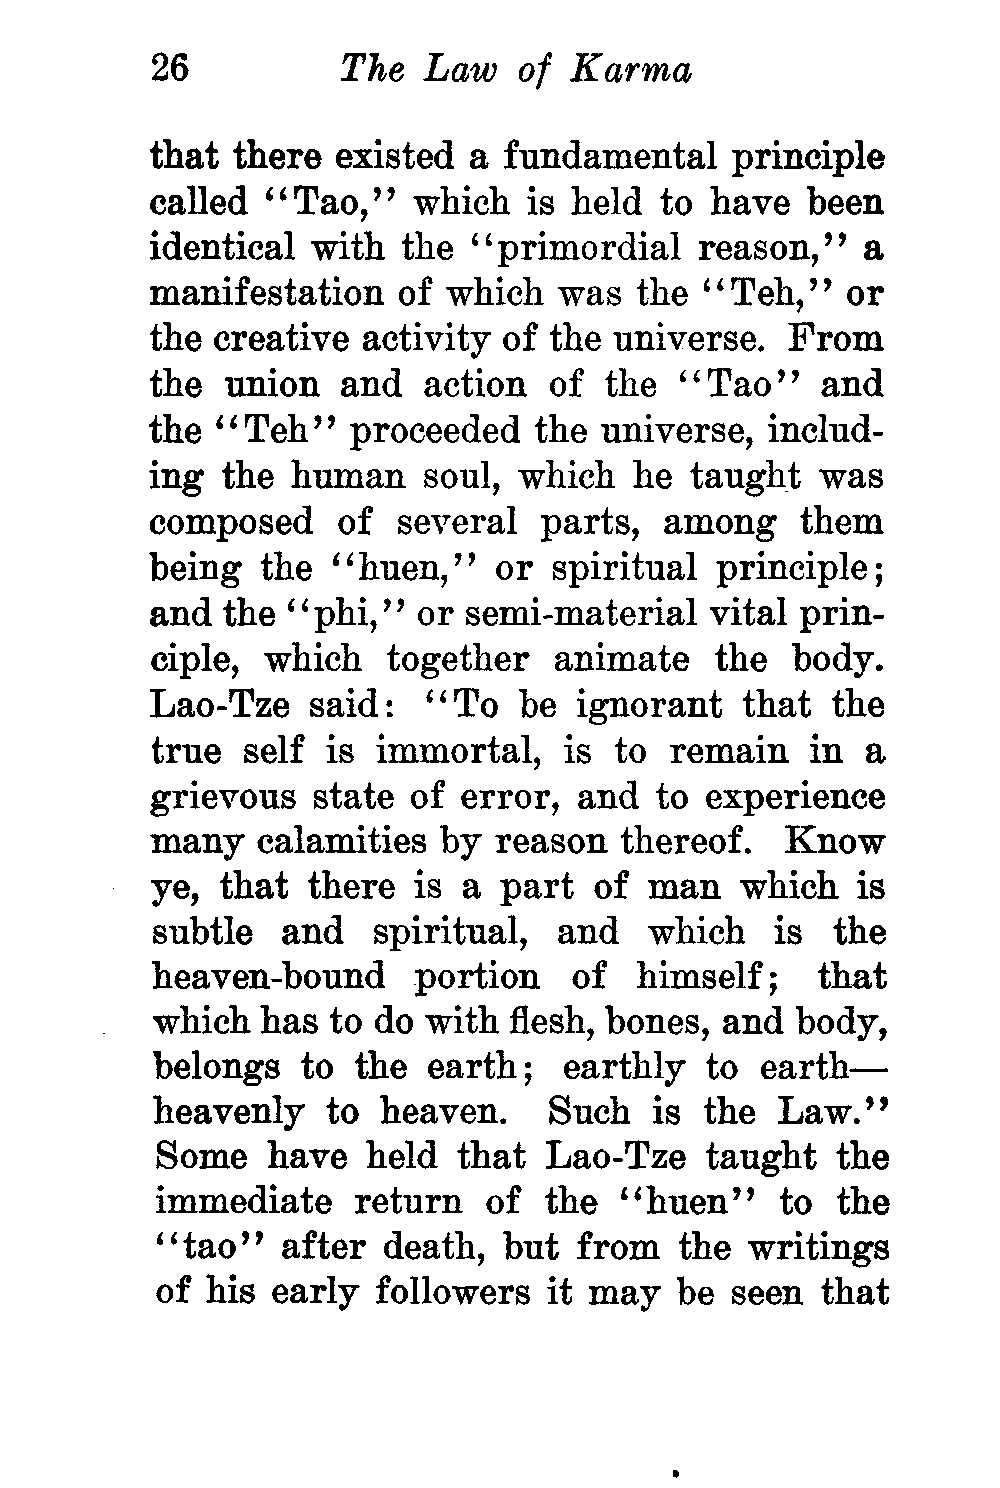 26 The Law of Karma
that there existed a fundamental principle
called "Tao," which is held to have been
identical with the "primordial reason," a
manifestation of which was the "Teh," or
the creative activity of the universe. From
the union and action of the "Tao" and
the "Teh" proceeded the universe, includ-
ing the human soul, which he taught was
composed of several parts, among them
being the "huen," or spiritual principle;
and the "phi," or semi-material vital prin-
ciple, which together animate the body.
Lao-Tze said: "To be ignorant that the
true self is immortal, is to remain in a
grievous state of error, and to experience
many calamities by reason thereof. Know
ye, that there is a part of man which is
subtle and spiritual, and which is the
heaven-bound portion of himself; that
which has to do with flesh, bones, and body,
belongs to the earth; earthly to earth—
heavenly to heaven. Such is the Law."
Some have held that Lao-Tze taught the
immediate return of the "huen" to the
"tao" after death, but from the writings
of his early followers it may be seen that